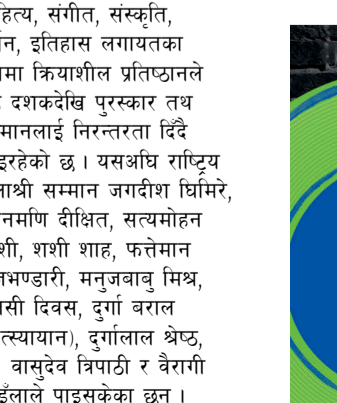 हित्य, संगीत, संस्कृति,
न, इतिहास लगायतका
मा क्रियाशील प्रतिष्ठानले
दशकदेखि पुरस्कार तथ
मानलाई निरन्तरता दिँदै
इरहेको छ । यसअघि राष्ट्रिय
लाश्री सम्मान जगदीश घिमिरे,
नमणि दीक्षित, सत्यमोहन
शी, शशी शाह, फत्तेमान
भण्डारी, मनुजबाबु मिश्र,
सी दिवस, दुर्गा बराल
त्स्यायान), दुर्गालाल श्रेष्ठ,
वासुदेव त्रिपाठी र वैरागी
इँलाले पाइसकेका छन् ।